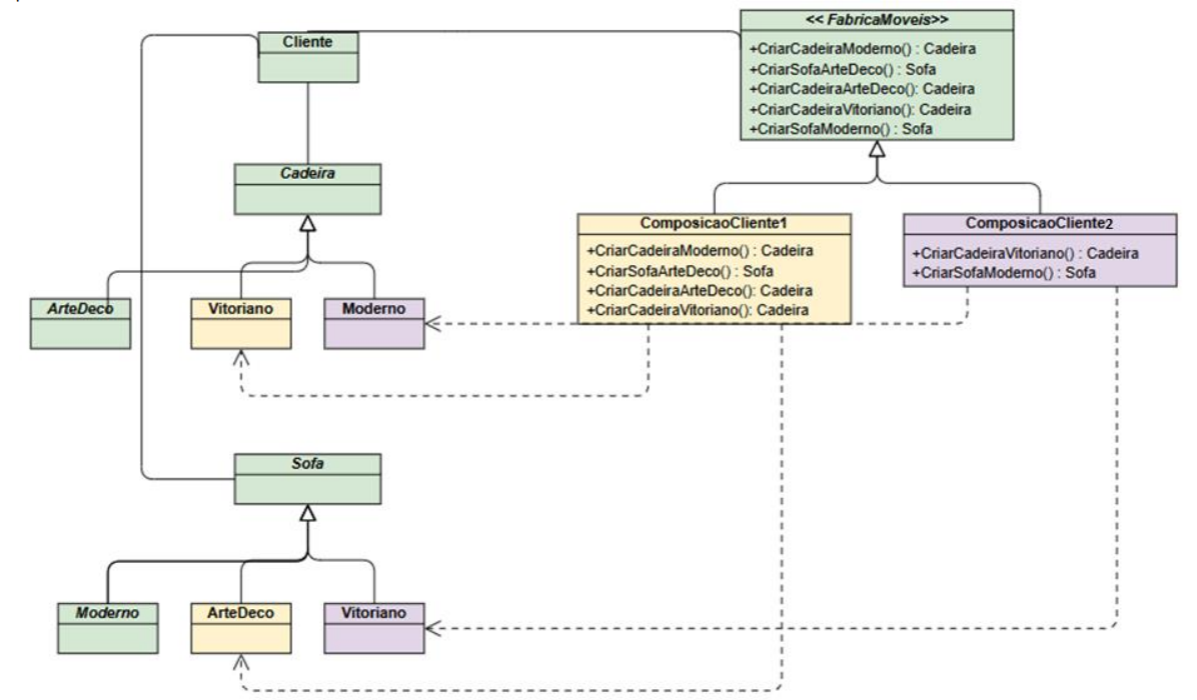 << FabricaMoveis>>
+CriarCadeiraModerno() : Cadeira
+CriarSofaArteDeco() : Sofa
+CriarCadeiraArteDeco(): Cadeira
+CriarCadeiraVitoriano(): Cadeira
+CriarSofaModerno() : Sofa
Cliente
Cadeira
ComposicaoCliente1
+CriarCadeiraModerno() : Cadeira
+CriarSofaArteDeco() : Sofa
+CriarCadeiraArteDeco(): Cadeira
+CriarCadeiraVitoriano(): Cadeira
ComposicaoCliente2
+CriarCadeiraVitoriano() : Cadeira
+CriarSofaModerno() : Sofa
ArteDeco
Vitoriano
Moderno
Sofa
Moderno
ArteDeco
Vitoriano